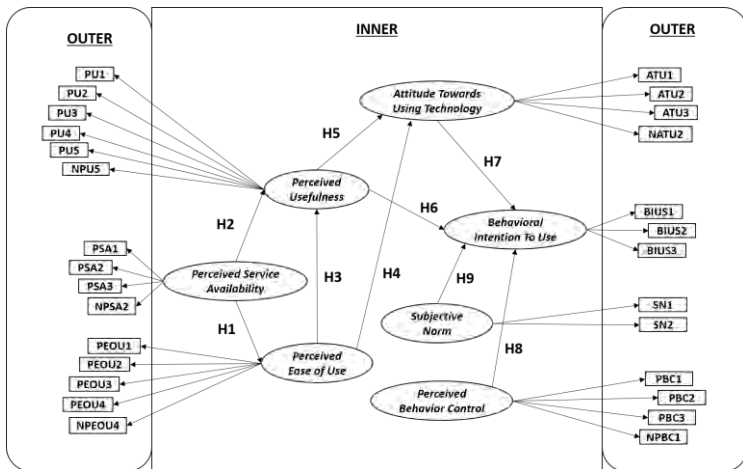 OUTER
INNER
OUTER
PU1
PU2
PU3
PU4
PU5
NPU5
PSA1
PSA2
PSA3
NPSA2
PEOU1
PEOU2
PEOU3
PEOU4
NPEOU4
Attitude Towards
Using Technology
H5
H7
Perceived
Usefulness
H6
Behavioral
Intention To Use
H2
H3
H4
H9
Perceived Service
Availability
H1
Subjective
Norm
H8
Perceived
Ease of Use
Perceived
Behavior Control
ATU1
ATU2
ATU3
NATU2
BIUS1
BIUS2
BIUS3
SN1
SN2
PBC1
PBC2
PBC3
NPBC1